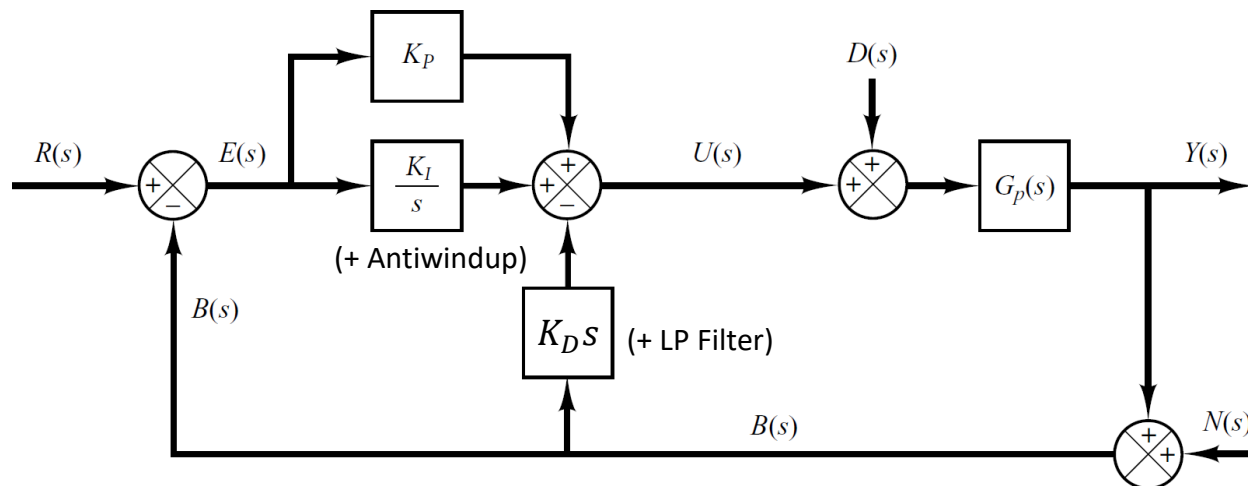 K_P
D(s)
R(s)
E(s)
+
−
K_I
s
+
+
−
U(s)
+
+
G_p(s)
Y(s)
(+ Antiwindup)
B(s)
K_D s
(+ LP Filter)
B(s)
+
+
N(s)